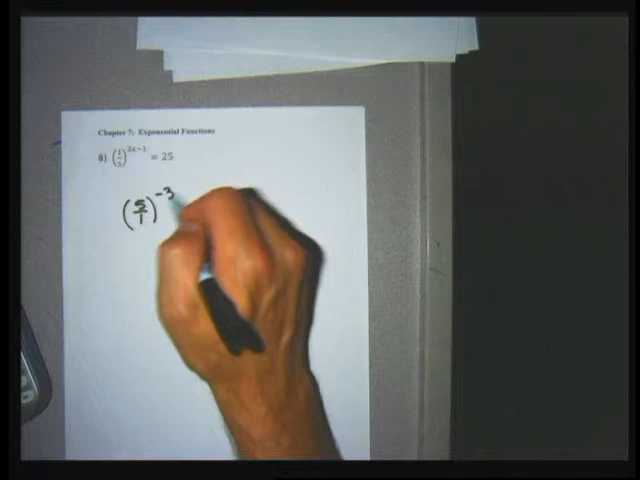 Chapter 7: Exponential Functions
8) (1/5)^{3x-1} = 25
(5/1)^{-3